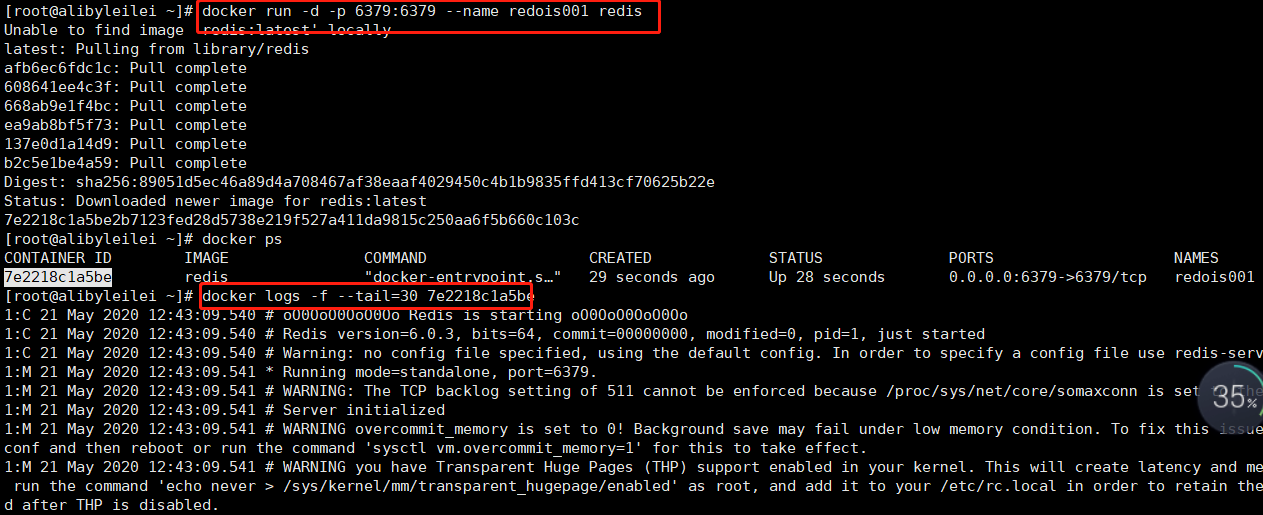 [root@alibyleilei ~]# docker run -d -p 6379:6379 --name redois001 redis
Unable to find image 'redis:latest' locally
latest: Pulling from library/redis
afb6ec6fdc1c: Pull complete
608641ee4c3f: Pull complete
668ab9e1f4bc: Pull complete
ea9ab8bf5f73: Pull complete
137e0d1a14d9: Pull complete
b2c5e1be4a59: Pull complete
Digest: sha256:89051d5ec46a89d4a708467af38eaaf4029450c4b1b9835ffd413cf70625b22e
Status: Downloaded newer image for redis:latest
7e2218c1a5be2b7123fed28d5738e219f527a411da9815c250aa6f5b660c103c
[root@alibyleilei ~]# docker ps
CONTAINER ID IMAGE COMMAND CREATED STATUS PORTS NAMES
7e2218c1a5be redis "docker-entrypoint.s…" 29 seconds ago Up 28 seconds 0.0.0.0:6379->6379/tcp redois001
[root@alibyleilei ~]# docker logs -f --tail=30 7e2218c1a5be
1:C 21 May 2020 12:43:09.540 # oO0OoO0OoO0Oo Redis is starting oO0OoO0OoO0Oo
1:C 21 May 2020 12:43:09.540 # Redis version=6.0.3, bits=64, commit=00000000, modified=0, pid=1, just started
1:C 21 May 2020 12:43:09.540 # Warning: no config file specified, using the default config. In order to specify a config file use redis-serv
1:M 21 May 2020 12:43:09.541 * Running mode=standalone, port=6379.
1:M 21 May 2020 12:43:09.541 # WARNING: The TCP backlog setting of 511 cannot be enforced because /proc/sys/net/core/somaxconn is set
1:M 21 May 2020 12:43:09.541 # Server initialized
1:M 21 May 2020 12:43:09.541 # WARNING overcommit_memory is set to 0! Background save may fail under low memory condition. To fix this issue
conf and then reboot or run the command 'sysctl vm.overcommit_memory=1' for this to take effect.
1:M 21 May 2020 12:43:09.541 # WARNING you have Transparent Huge Pages (THP) support enabled in your kernel. This will create latency and me
run the command 'echo never > /sys/kernel/mm/transparent_hugepage/enabled' as root, and add it to your /etc/rc.local in order to retain the
d after THP is disabled.
35%